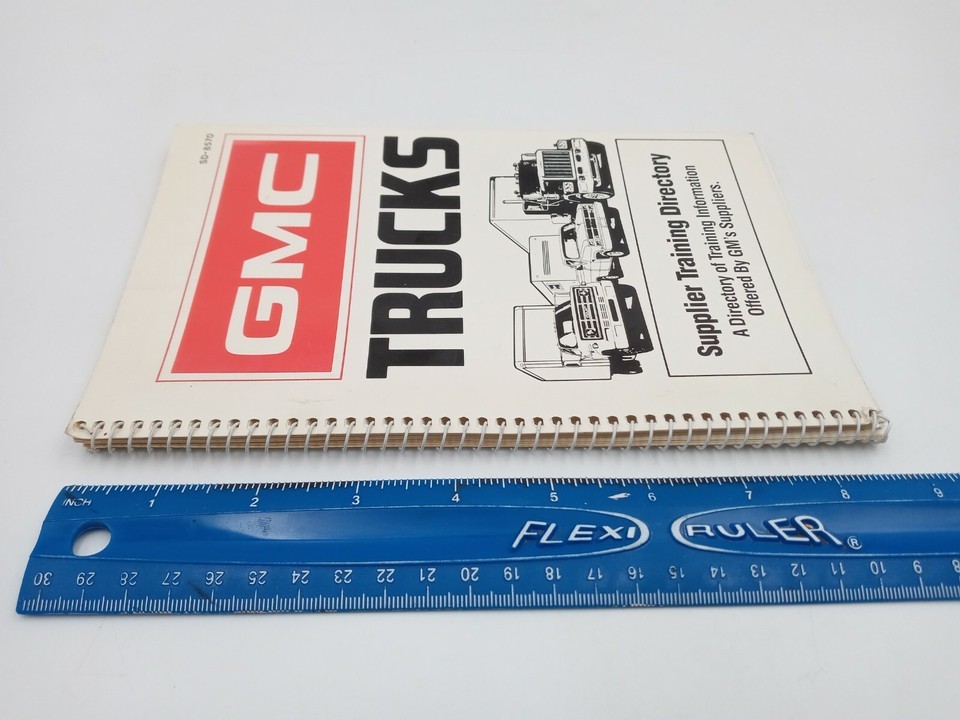 SD-8570
GMC
TRUCKS
Supplier Training Directory
A Directory of Training Information
Offered By GM's Suppliers.
INCH 1 2 3 4 5 6 7 8 9
FLEXI RULER ®
30 29 28 27 26 25 24 23 22 21 20 19 18 17 16 15 14 13 12 11 10 9 8